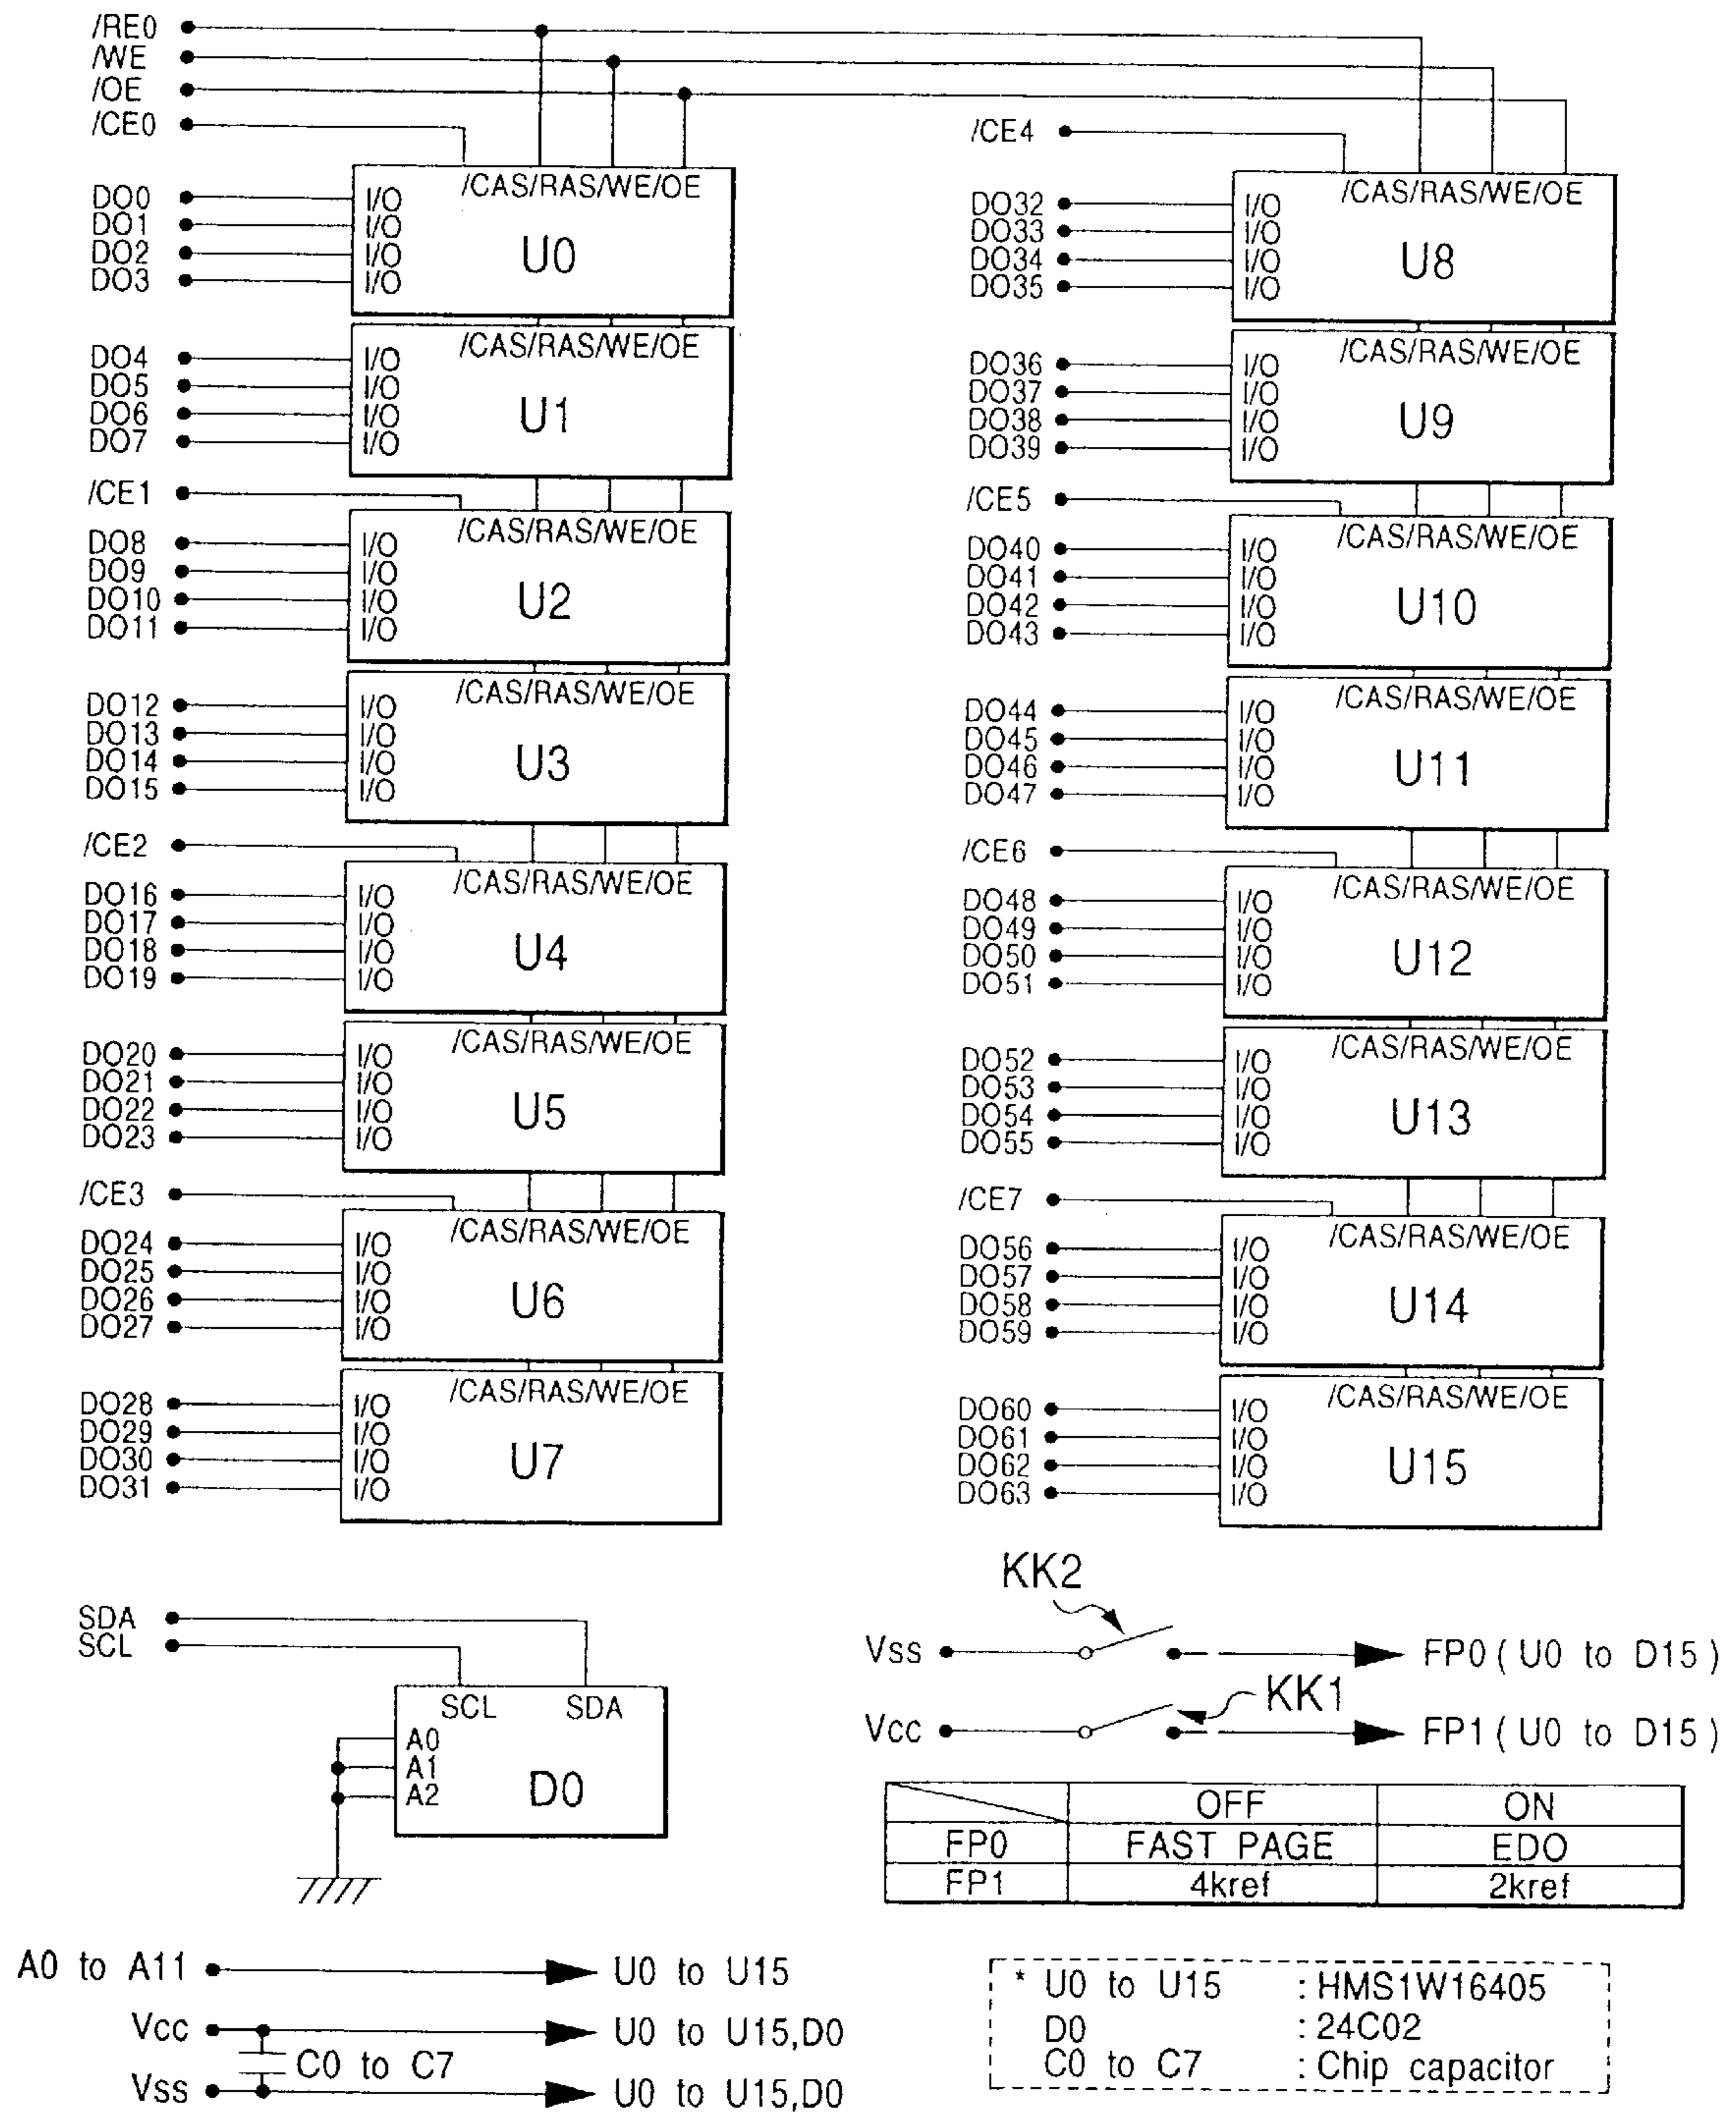 /RE0
/WE
/OE
/CE0
/CAS/RAS/WE/OE
DO0 I/O
DO1 I/O
DO2 I/O
DO3 I/O
U0
/CAS/RAS/WE/OE
DO4 I/O
DO5 I/O
DO6 I/O
DO7 I/O
U1
/CE1
/CAS/RAS/WE/OE
DO8 I/O
DO9 I/O
DO10 I/O
DO11 I/O
U2
/CAS/RAS/WE/OE
DO12 I/O
DO13 I/O
DO14 I/O
DO15 I/O
U3
/CE2
/CAS/RAS/WE/OE
DO16 I/O
DO17 I/O
DO18 I/O
DO19 I/O
U4
/CAS/RAS/WE/OE
DO20 I/O
DO21 I/O
DO22 I/O
DO23 I/O
U5
/CE3
/CAS/RAS/WE/OE
DO24 I/O
DO25 I/O
DO26 I/O
DO27 I/O
U6
/CAS/RAS/WE/OE
DO28 I/O
DO29 I/O
DO30 I/O
DO31 I/O
U7
/CE4
/CAS/RAS/WE/OE
DO32 I/O
DO33 I/O
DO34 I/O
DO35 I/O
U8
/CAS/RAS/WE/OE
DO36 I/O
DO37 I/O
DO38 I/O
DO39 I/O
U9
/CE5
/CAS/RAS/WE/OE
DO40 I/O
DO41 I/O
DO42 I/O
DO43 I/O
U10
/CAS/RAS/WE/OE
DO44 I/O
DO45 I/O
DO46 I/O
DO47 I/O
U11
/CE6
/CAS/RAS/WE/OE
DO48 I/O
DO49 I/O
DO50 I/O
DO51 I/O
U12
/CAS/RAS/WE/OE
DO52 I/O
DO53 I/O
DO54 I/O
DO55 I/O
U13
/CE7
/CAS/RAS/WE/OE
DO56 I/O
DO57 I/O
DO58 I/O
DO59 I/O
U14
/CAS/RAS/WE/OE
DO60 I/O
DO61 I/O
DO62 I/O
DO63 I/O
U15
SDA
SCL
SCL SDA
A0
A1
A2
D0
KK2
Vss FP0 ( U0 to D15 )
KK1
Vcc FP1 ( U0 to D15 )
OFF ON
FP0 FAST PAGE EDO
FP1 4kref 2kref
A0 to A11 U0 to U15
Vcc U0 to U15,D0
C0 to C7
Vss U0 to U15,D0
* U0 to U15 : HMS1W16405
D0 : 24C02
C0 to C7 : Chip capacitor